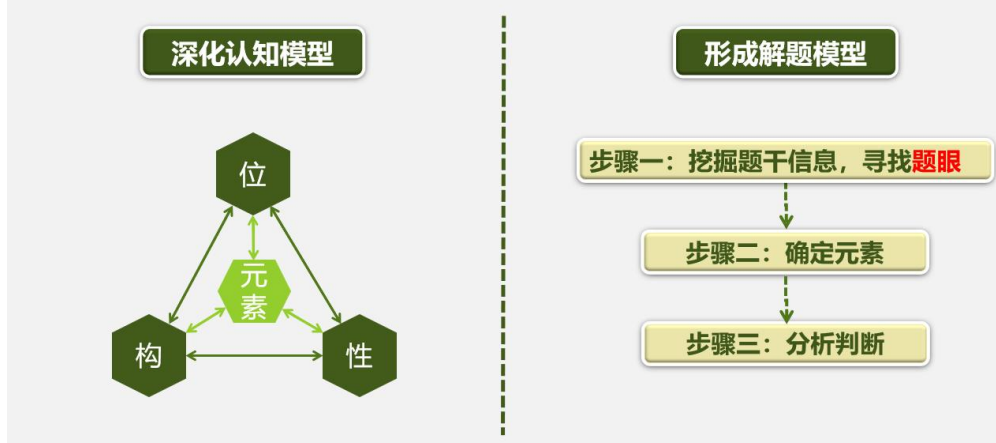 深化认知模型
位
元
素
构
性
形成解题模型
步骤一：挖掘题干信息，寻找题眼
步骤二：确定元素
步骤三：分析判断